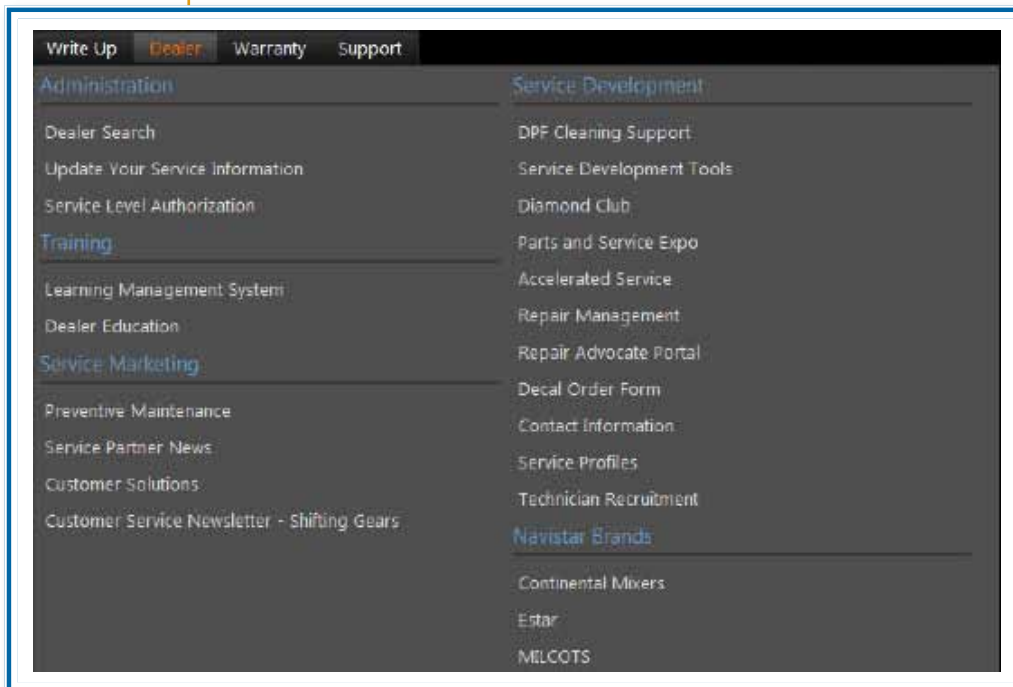 Write Up Dealer Warranty Support
Administration
Dealer Search
Update Your Service Information
Service Level Authorization
Training
Learning Management System
Dealer Education
Service Marketing
Preventive Maintenance
Service Partner News
Customer Solutions
Customer Service Newsletter - Shifting Gears
Service Development
DPF Cleaning Support
Service Development Tools
Diamond Club
Parts and Service Expo
Accelerated Service
Repair Management
Repair Advocate Portal
Decal Order Form
Contact Information
Service Profiles
Technician Recruitment
Navistar Brands
Continental Mixers
Estar
MILCOTS